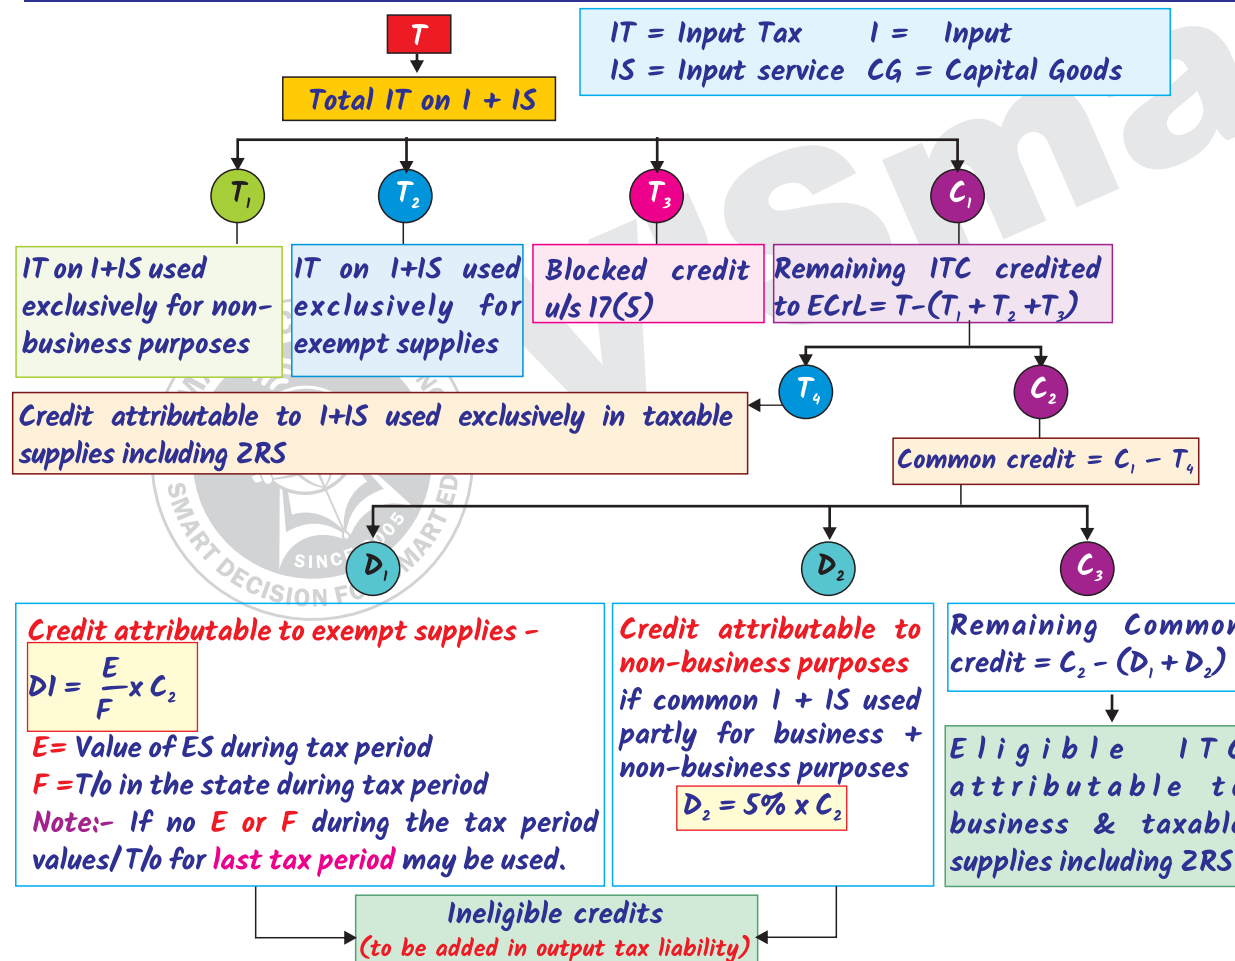 T
IT = Input Tax I = Input
IS = Input service CG = Capital Goods
Total IT on I + IS
T1
T2
T3
C1
IT on I+IS used
exclusively for non-
business purposes
IT on I+IS used
exclusively for
exempt supplies
Blocked credit
u/s 17(5)
Remaining ITC credited
to ECrL= T-(T1 + T2 +T3)
T4
C2
Credit attributable to I+IS used exclusively in taxable
supplies including ZRS
Common credit = C1 – T4
D1
D2
C3
Credit attributable to exempt supplies -
D1 = E/F x C2
E= Value of ES during tax period
F =T/o in the state during tax period
Note:- If no E or F during the tax period
values/T/o for last tax period may be used.
Credit attributable to
non-business purposes
if common I + IS used
partly for business +
non-business purposes
D2 = 5% x C2
Remaining Common
credit = C2 - (D1 + D2)
Eligible ITC
attributable to
business & taxable
supplies including ZRS
Ineligible credits
(to be added in output tax liability)
SMART DECISION
SINCE